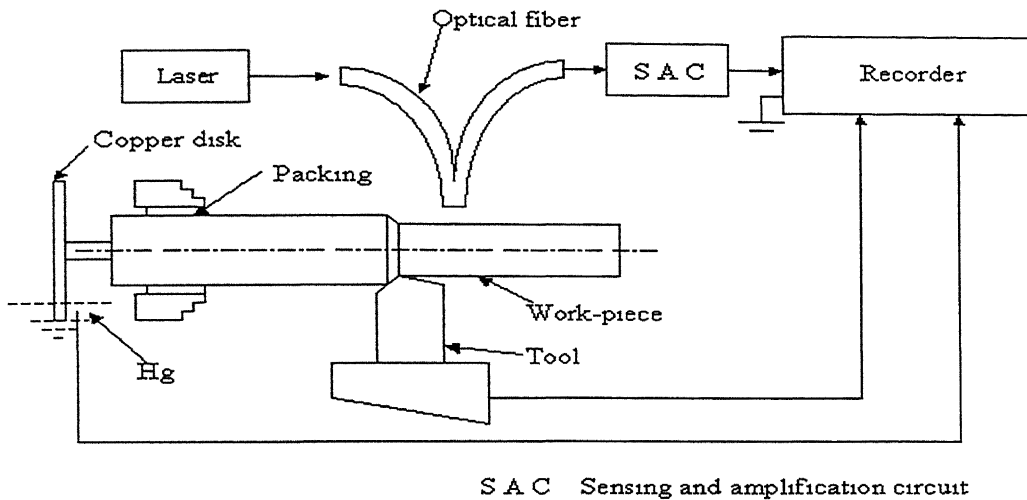 Optical fiber
Laser
S A C
Recorder
Copper disk
Packing
Work-piece
Tool
Hg
S A C Sensing and amplification circuit